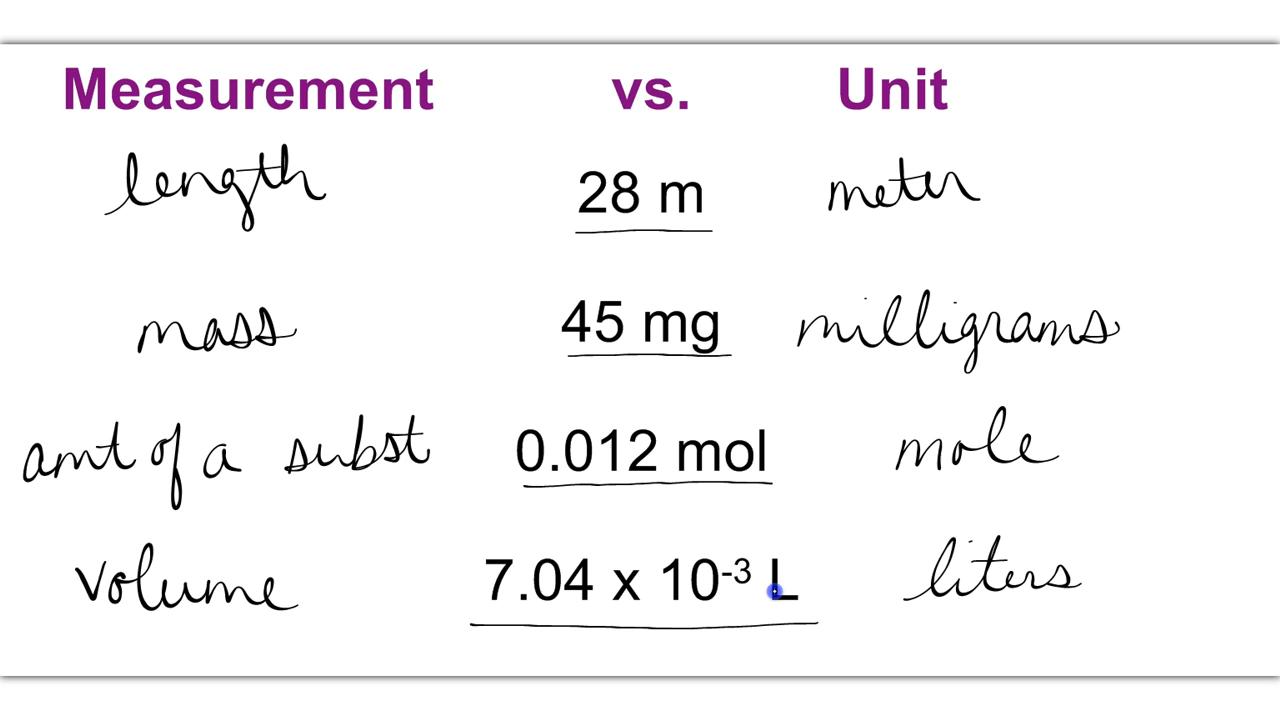 Measurement vs. Unit
length 28 m meter
mass 45 mg milligrams
amt of a subst 0.012 mol mole
volume 7.04 x 10⁻³ L liters